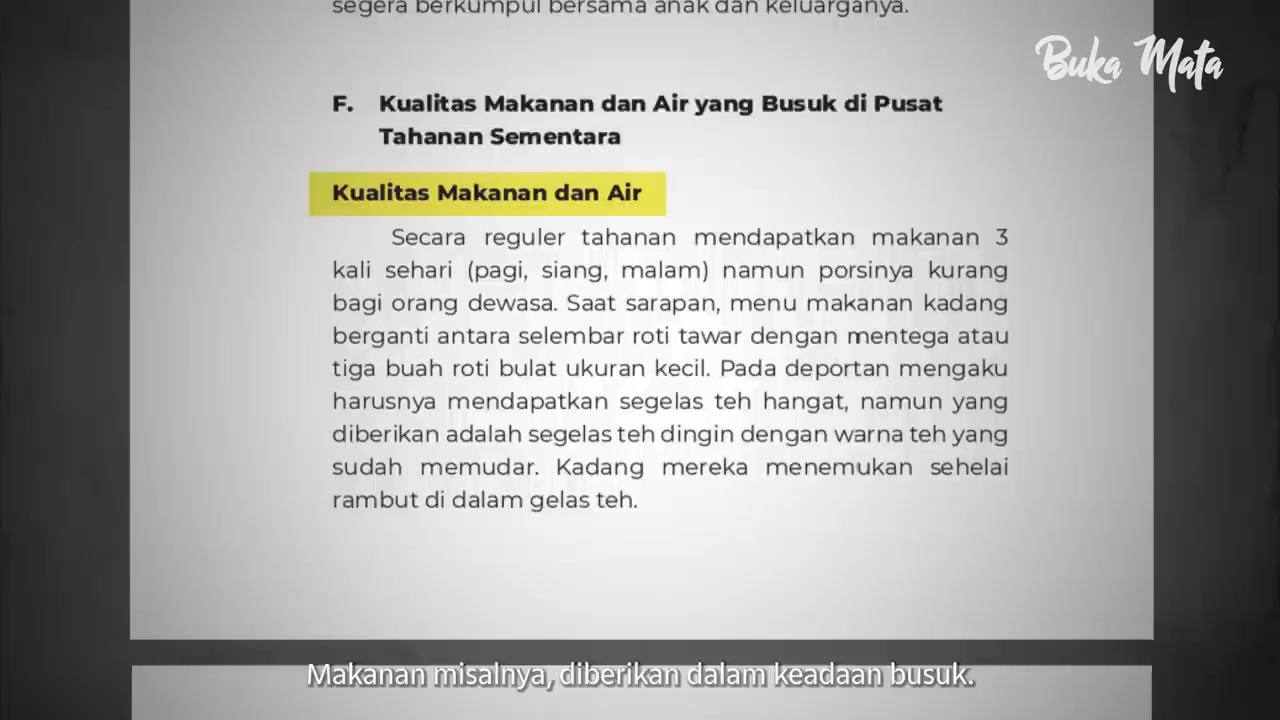 segera berkumpul bersama anak dan keluarganya.
Buka Mata
F. Kualitas Makanan dan Air yang Busuk di Pusat
Tahanan Sementara
Kualitas Makanan dan Air
Secara reguler tahanan mendapatkan makanan 3
kali sehari (pagi, siang, malam) namun porsinya kurang
bagi orang dewasa. Saat sarapan, menu makanan kadang
berganti antara selembar roti tawar dengan mentega atau
tiga buah roti bulat ukuran kecil. Pada deportan mengaku
harusnya mendapatkan segelas teh hangat, namun yang
diberikan adalah segelas teh dingin dengan warna teh yang
sudah memudar. Kadang mereka menemukan sehelai
rambut di dalam gelas teh.
Makanan misalnya, diberikan dalam keadaan busuk.